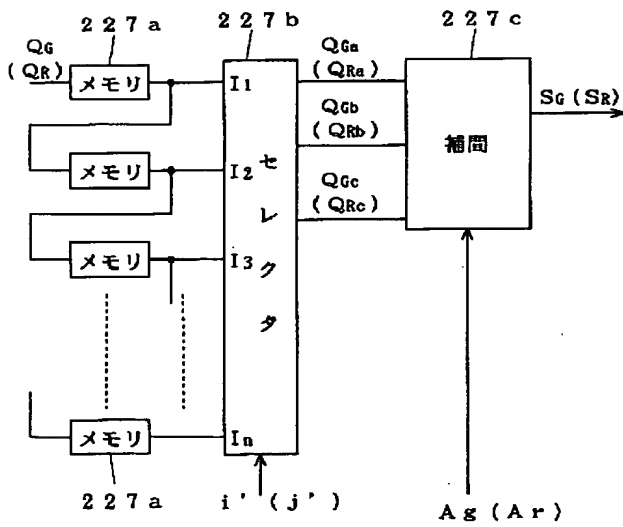 227a
227b
227c
QG
(QR)
メモリ
I1
QGa
(QRa)
SG(SR)
メモリ
I2
QGb
(QRb)
補間
メモリ
I3
QGc
(QRc)
セレクタ
メモリ
In
227a
i'(j')
Ag(Ar)